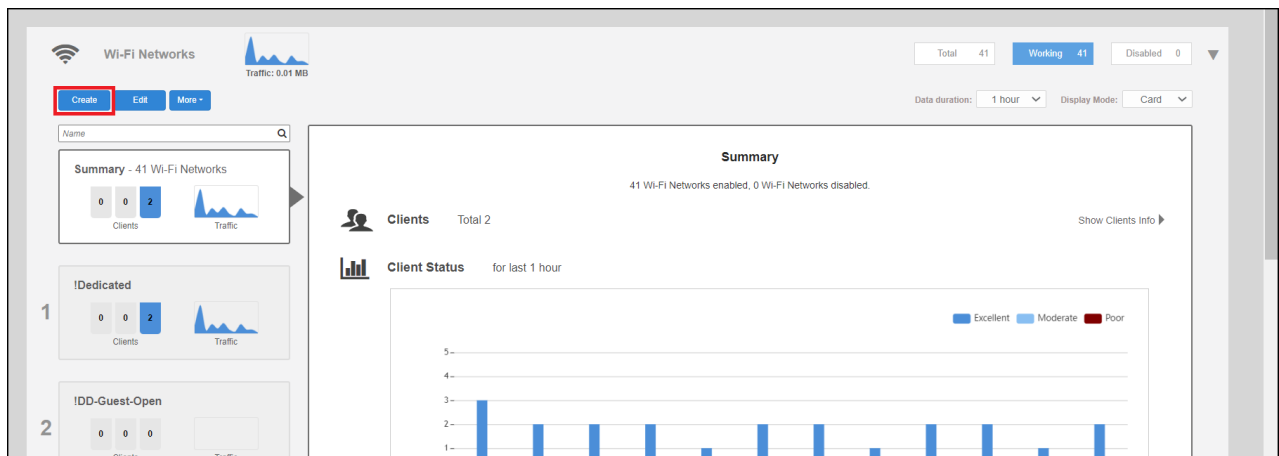 Wi-Fi Networks
Traffic: 0.01 MB
Total 41
Working 41
Disabled 0
Create
Edit
More
Data duration: 1 hour
Display Mode: Card
Name
Summary - 41 Wi-Fi Networks
0 0 2
Clients Traffic
1
!Dedicated
0 0 2
Clients Traffic
2
!DD-Guest-Open
0 0 0
Clients Traffic
Summary
41 Wi-Fi Networks enabled, 0 Wi-Fi Networks disabled.
Clients Total 2
Show Clients Info
Client Status for last 1 hour
Excellent Moderate Poor
5
4
3
2
1